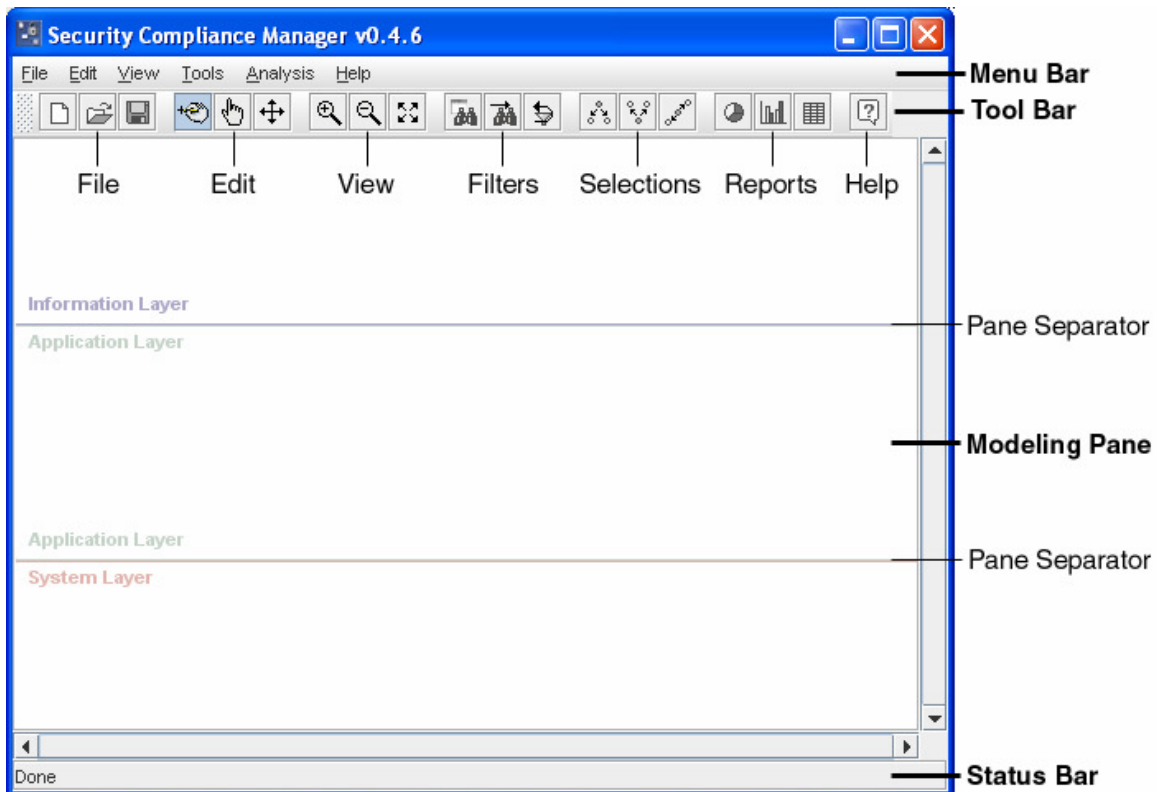 Security Compliance Manager v0.4.6
File Edit View Tools Analysis Help
Menu Bar
Tool Bar
File Edit View Filters Selections Reports Help
Information Layer
Pane Separator
Application Layer
Modeling Pane
Application Layer
Pane Separator
System Layer
Done
Status Bar